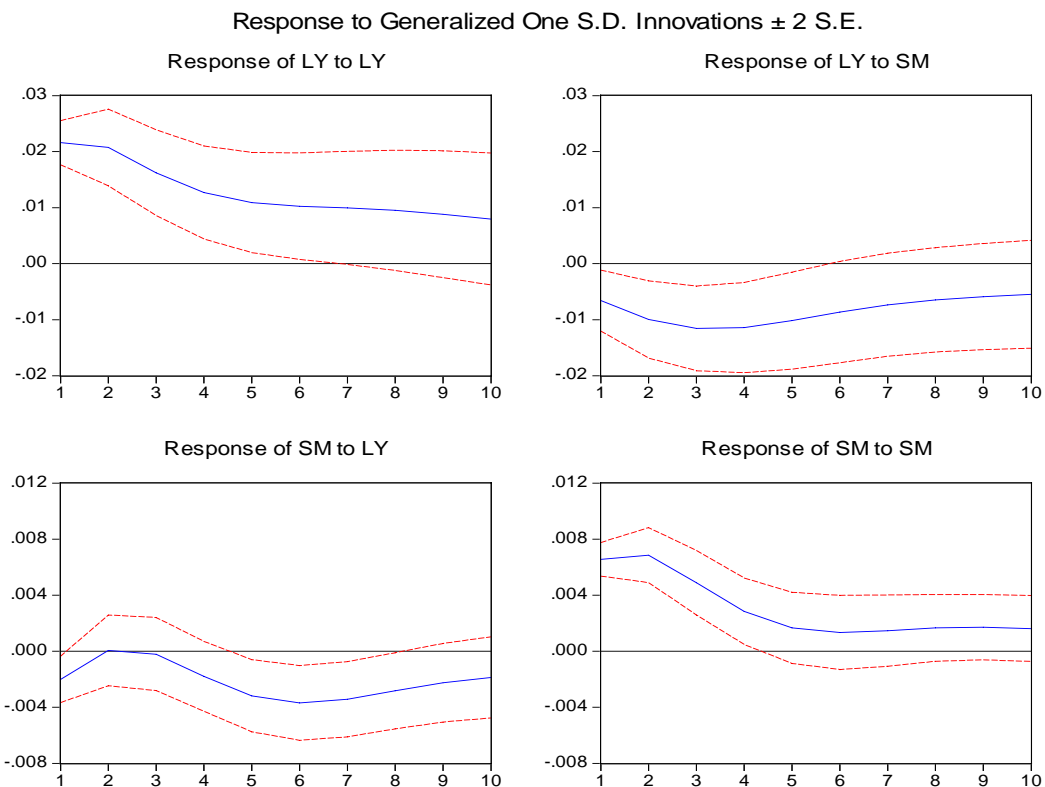 Response to Generalized One S.D. Innovations ± 2 S.E.
Response of LY to LY
.03
.02
.01
.00
-.01
-.02
1 2 3 4 5 6 7 8 9 10
Response of LY to SM
.03
.02
.01
.00
-.01
-.02
1 2 3 4 5 6 7 8 9 10
Response of SM to LY
.012
.008
.004
.000
-.004
-.008
1 2 3 4 5 6 7 8 9 10
Response of SM to SM
.012
.008
.004
.000
-.004
-.008
1 2 3 4 5 6 7 8 9 10